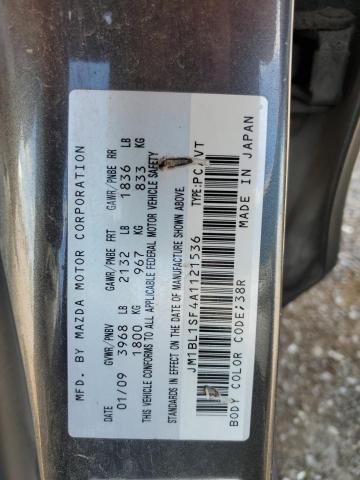 MFD. BY MAZDA MOTOR CORPORATION
DATE GVWR/PNBV GAWR/PNBE FRT GAWR/PNBE RR
01/09 3968 LB 2132 LB 1836 LB
1800 KG 967 KG 833 KG
THIS VEHICLE CONFORMS TO ALL APPLICABLE FEDERAL MOTOR VEHICLE SAFETY
STANDARDS IN EFFECT ON THE DATE OF MANUFACTURE SHOWN ABOVE.
JM1BL1SF4A1121536 TYPE:PC/VT
MADE IN JAPAN
BODY COLOR CODE;38R